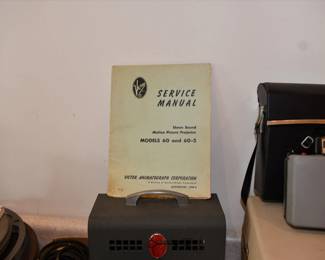 SERVICE
MANUAL
16mm Sound
Motion Picture Projector
MODELS 60 and 60-5
VICTOR ANIMATOGRAPH CORPORATION